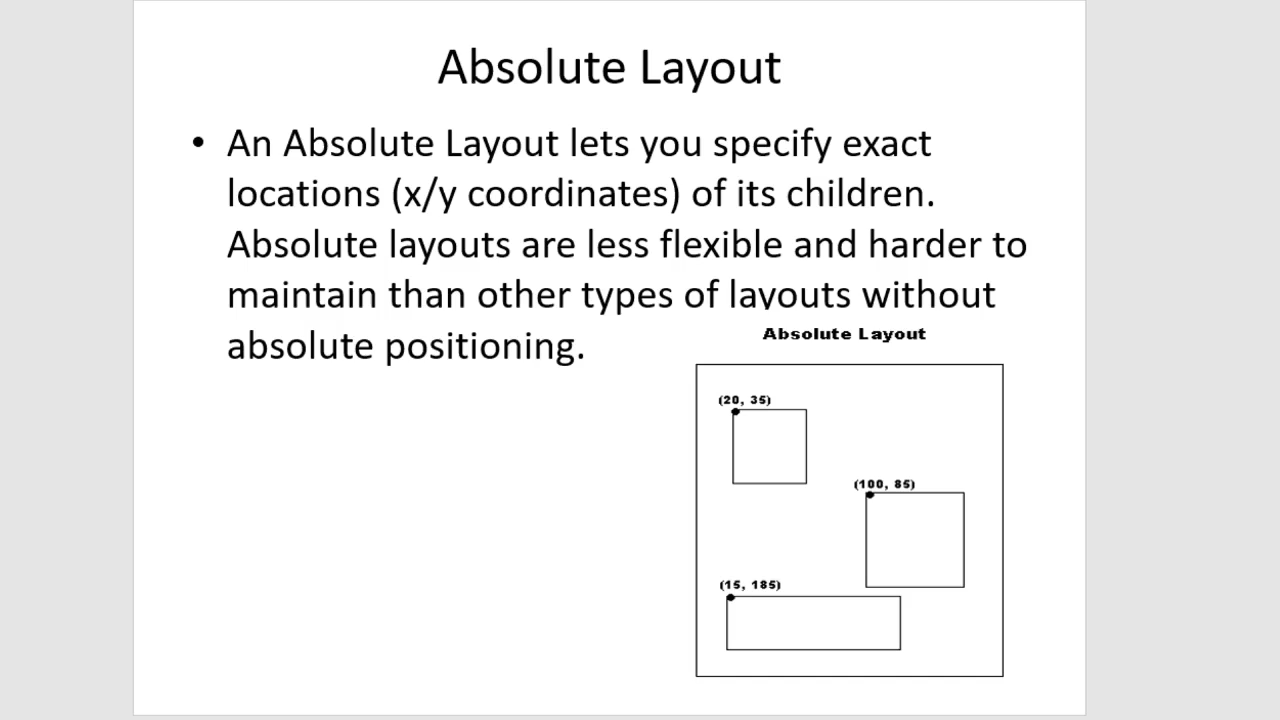 Absolute Layout
• An Absolute Layout lets you specify exact
locations (x/y coordinates) of its children.
Absolute layouts are less flexible and harder to
maintain than other types of layouts without
absolute positioning.
Absolute Layout
(20, 35)
(100, 85)
(15, 185)